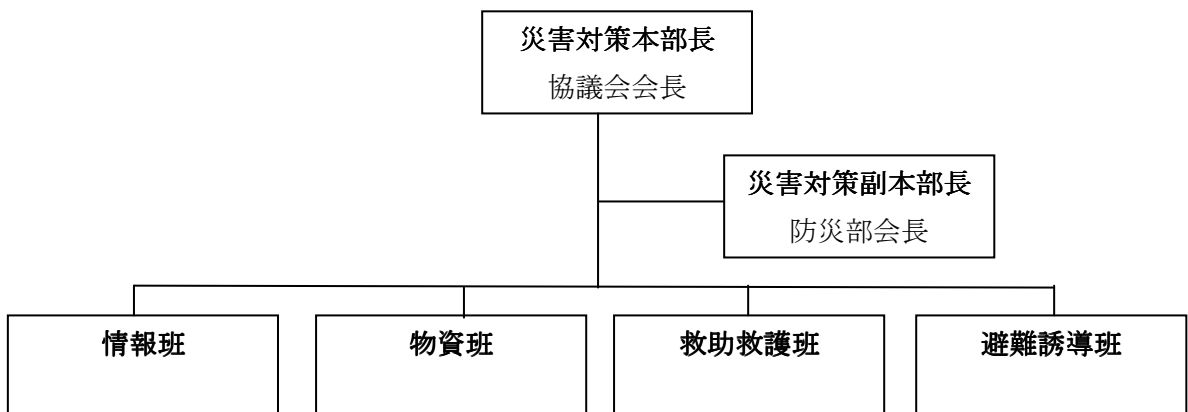 災害対策本部長
協議会会長
災害対策副本部長
防災部会長
情報班
物資班
救助救護班
避難誘導班